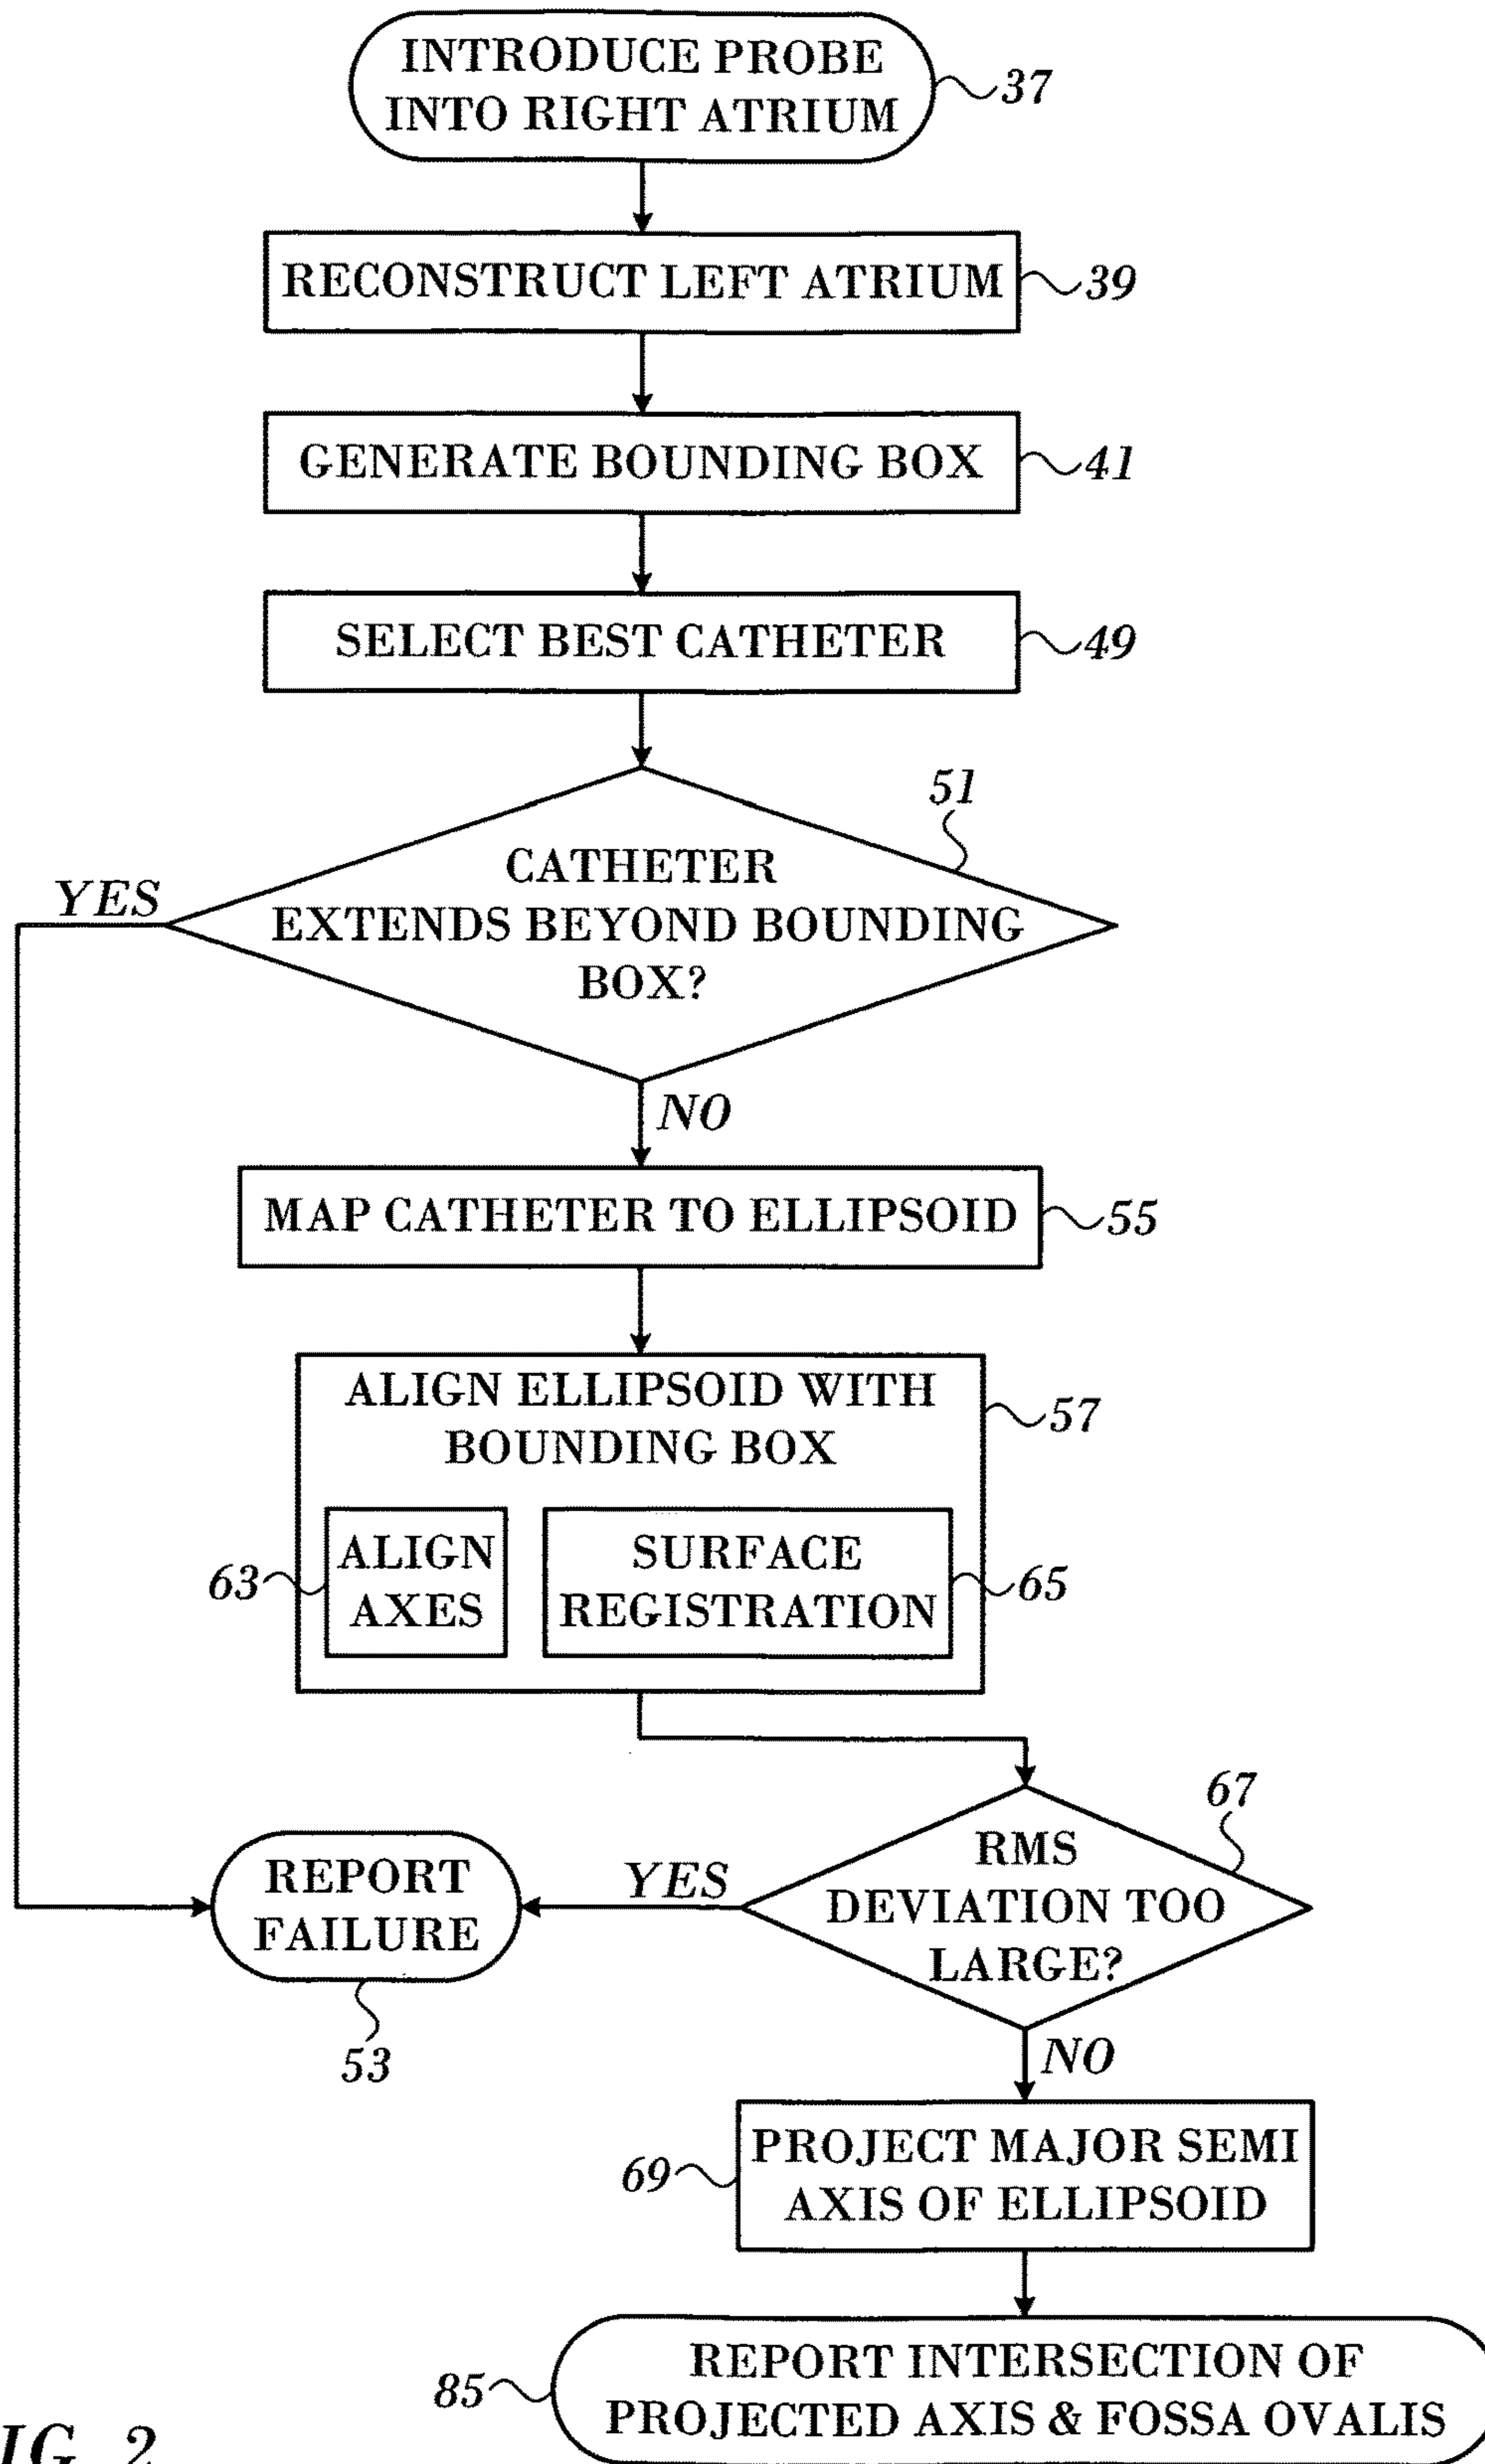 INTRODUCE PROBE
INTO RIGHT ATRIUM
37
RECONSTRUCT LEFT ATRIUM
39
GENERATE BOUNDING BOX
41
SELECT BEST CATHETER
49
51
CATHETER
EXTENDS BEYOND BOUNDING
BOX?
YES
NO
MAP CATHETER TO ELLIPSOID
55
ALIGN ELLIPSOID WITH
BOUNDING BOX
57
63
ALIGN
AXES
SURFACE
REGISTRATION
65
67
RMS
DEVIATION TOO
LARGE?
YES
REPORT
FAILURE
53
NO
69
PROJECT MAJOR SEMI
AXIS OF ELLIPSOID
85
REPORT INTERSECTION OF
PROJECTED AXIS & FOSSA OVALIS
IG. 2